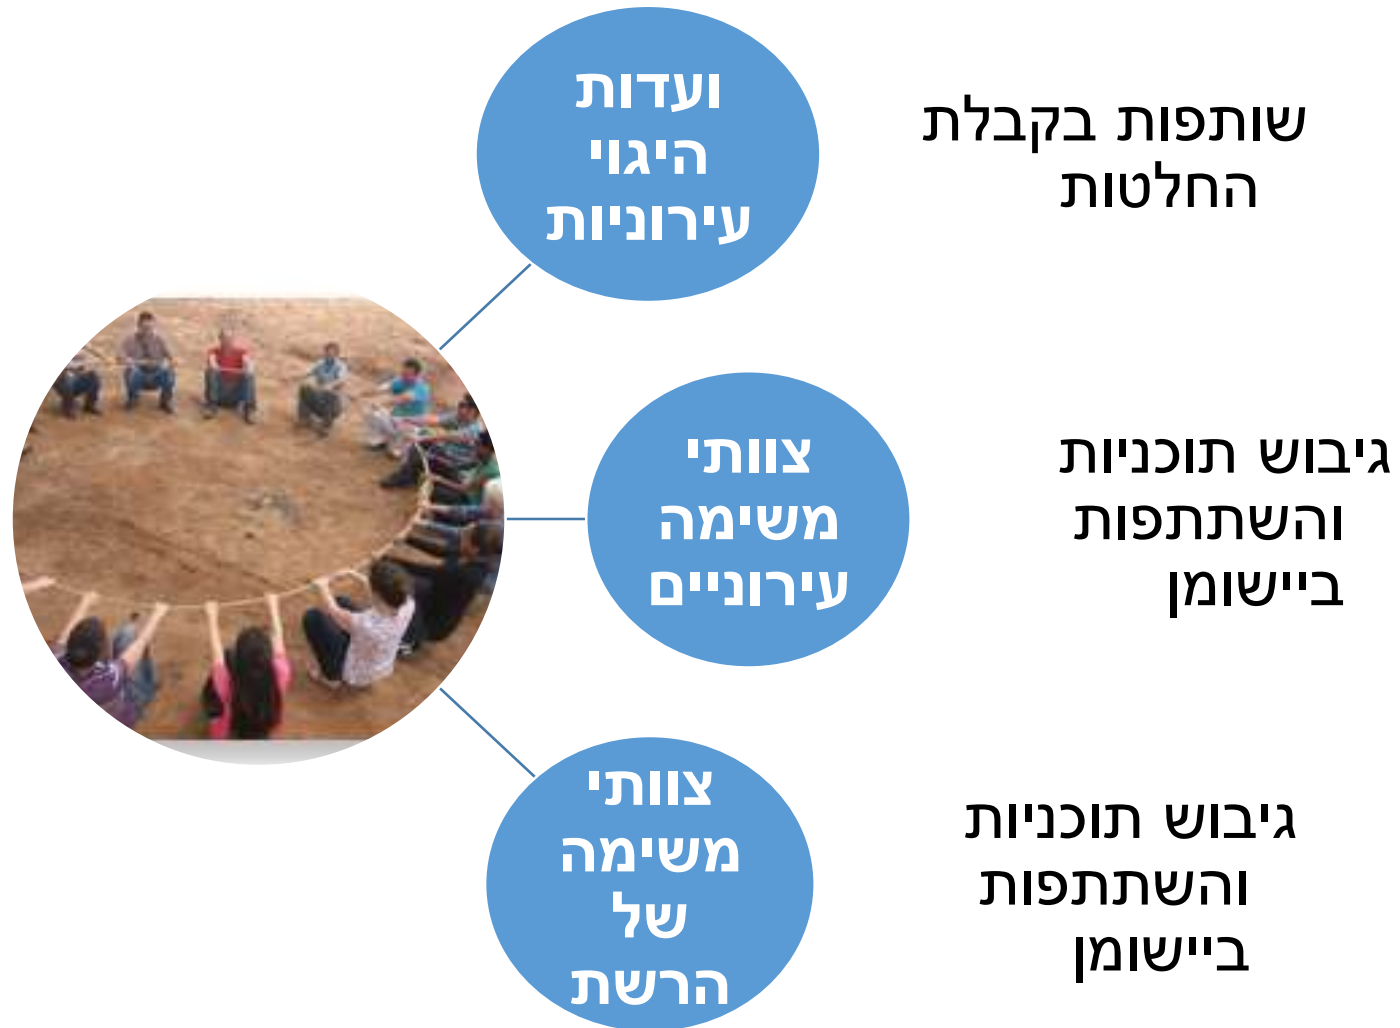 ועדות
היגוי
עירוניות
שותפות בקבלת
החלטות
צוותי
משימה
עירוניים
גיבוש תוכניות
והשתתפות
ביישומן
צוותי
משימה
של
הרשת
גיבוש תוכניות
והשתתפות
ביישומן